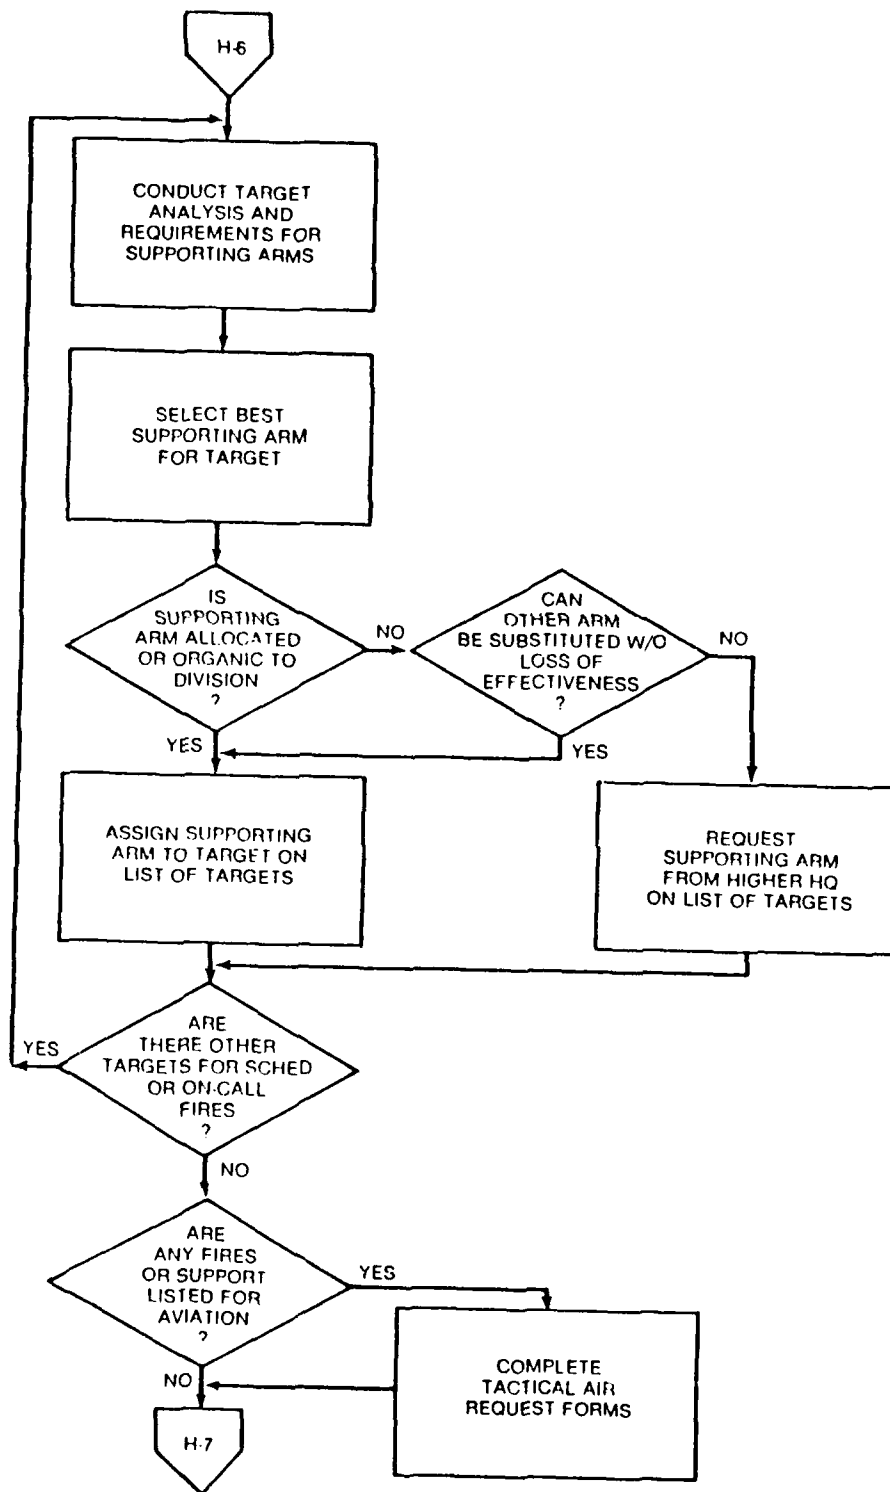 H-6
CONDUCT TARGET
ANALYSIS AND
REQUIREMENTS FOR
SUPPORTING ARMS
SELECT BEST
SUPPORTING ARM
FOR TARGET
IS
SUPPORTING
ARM ALLOCATED
OR ORGANIC TO
DIVISION
?
NO
CAN
OTHER ARM
BE SUBSTITUTED W/O
LOSS OF
EFFECTIVENESS
?
NO
YES
YES
ASSIGN SUPPORTING
ARM TO TARGET ON
LIST OF TARGETS
REQUEST
SUPPORTING ARM
FROM HIGHER HQ
ON LIST OF TARGETS
ARE
THERE OTHER
TARGETS FOR SCHED
OR ON-CALL
FIRES
?
YES
NO
ARE
ANY FIRES
OR SUPPORT
LISTED FOR
AVIATION
?
YES
NO
COMPLETE
TACTICAL AIR
REQUEST FORMS
H-7